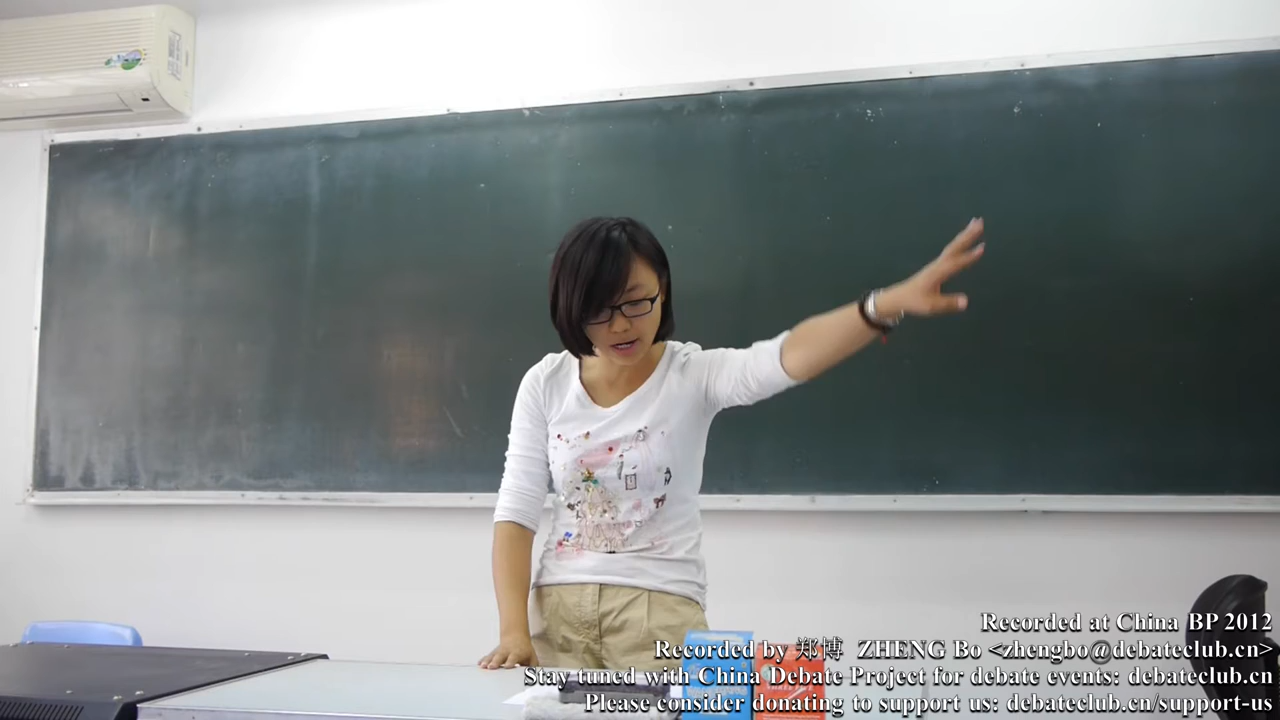 Recorded at China BP 2012
Recorded by 郑博 ZHENG Bo <zhengbo@debateclub.cn>
Stay tuned with China Debate Project for debate events: debateclub.cn
Please consider donating to support us: debateclub.cn/support-us